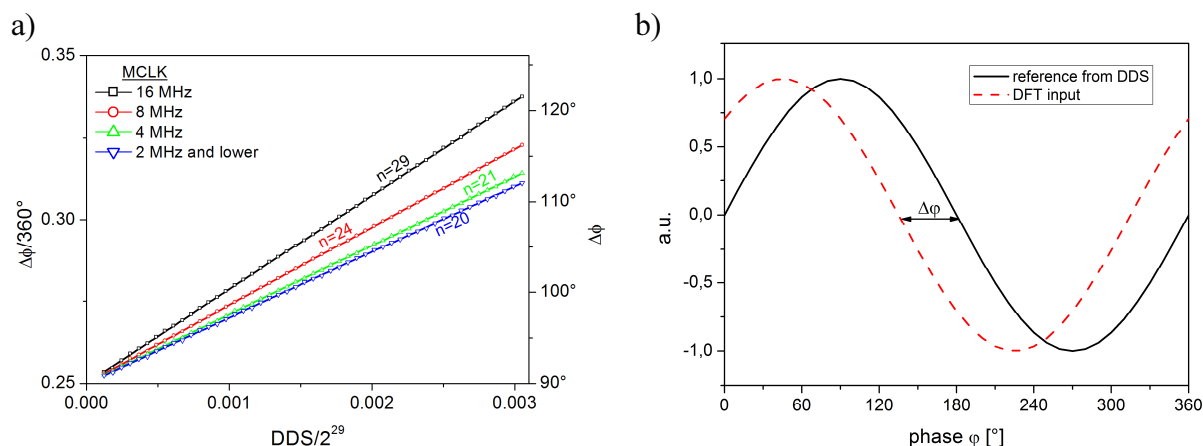 a)
0.35
0.30
0.25
Δϕ/360°
MCLK
16 MHz
8 MHz
4 MHz
2 MHz and lower
n=29
n=24
n=21
n=20
120°
110°
100°
90°
Δϕ
0.000
0.001
0.002
0.003
DDS/2²⁹
b)
1,0
0,5
0,0
-0,5
-1,0
a.u.
reference from DDS
DFT input
Δφ
0
60
120
180
240
300
360
phase φ [°]